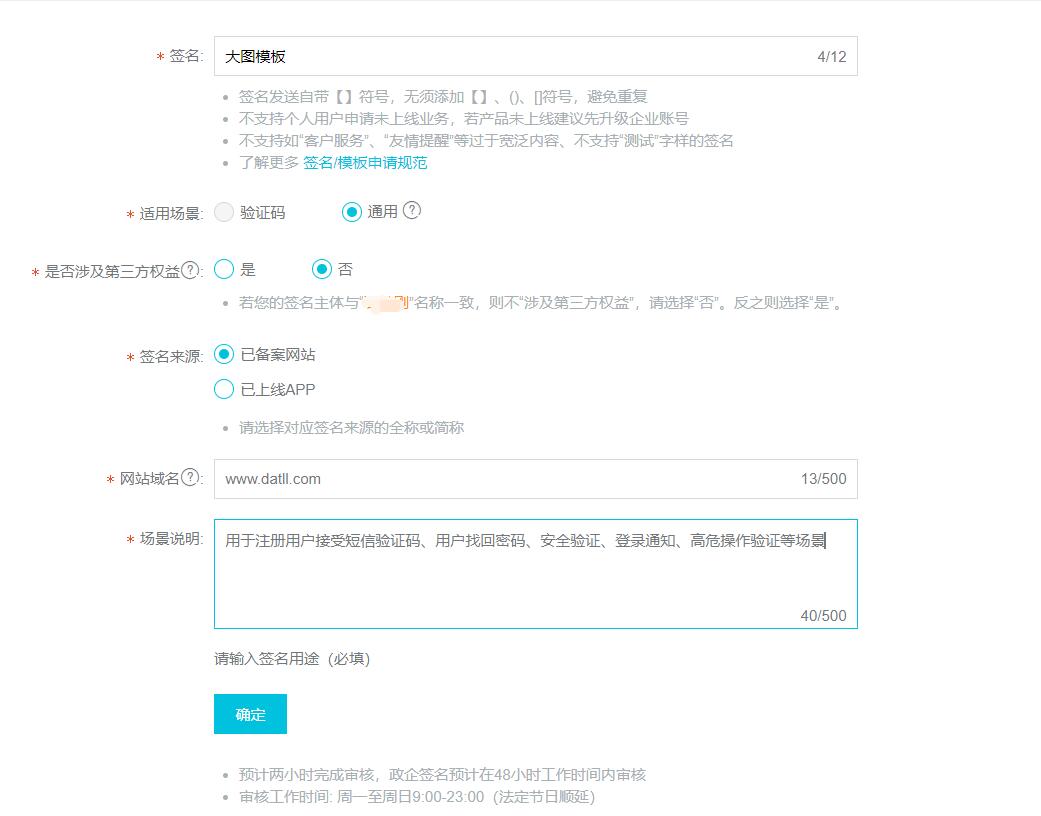 * 签名: 大图模板 4/12
签名发送自带【】符号，无须添加【】、()、[]符号，避免重复
不支持个人用户申请未上线业务，若产品未上线建议先升级企业账号
不支持如“客户服务”、“友情提醒”等过于宽泛内容、不支持“测试”字样的签名
了解更多 签名/模板申请规范
* 适用场景: 验证码 通用 ?
* 是否涉及第三方权益?: 是 否
若您的签名主体与“”名称一致，则不“涉及第三方权益”，请选择“否”。反之则选择“是”。
* 签名来源: 已备案网站
已上线APP
请选择对应签名来源的全称或简称
* 网站域名?: www.datll.com 13/500
* 场景说明: 用于注册用户接受短信验证码、用户找回密码、安全验证、登录通知、高危操作验证等场景
40/500
请输入签名用途（必填）
确定
预计两小时完成审核，政企签名预计在48小时工作时间内审核
审核工作时间: 周一至周日9:00-23:00（法定节日顺延）